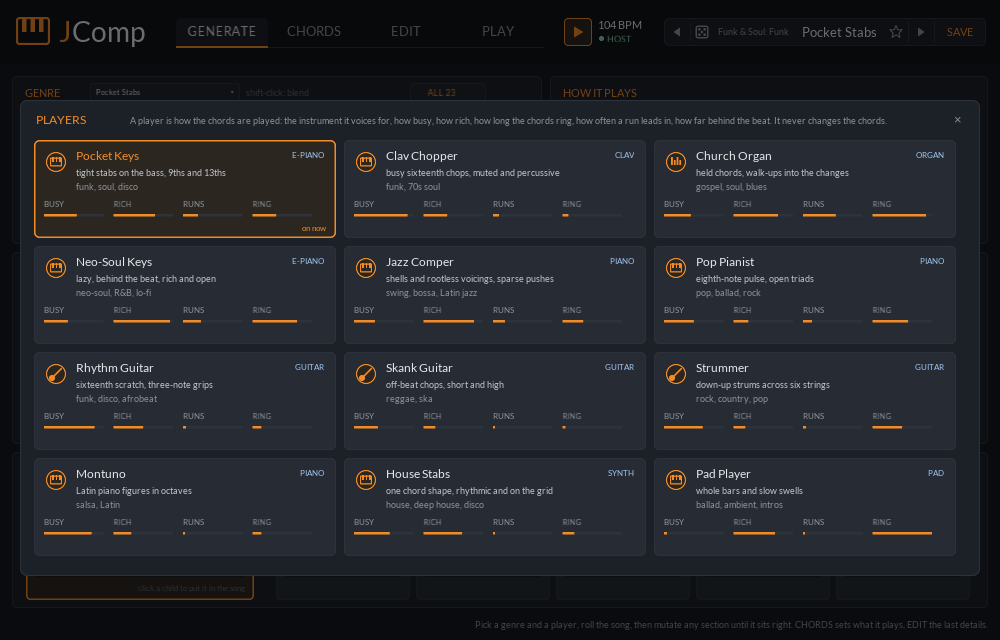 JComp
GENERATE CHORDS EDIT PLAY
104 BPM
HOST
Funk & Soul: Funk Pocket Stabs SAVE
GENRE Pocket Stabs shift-click: blend ALL 23 HOW IT PLAYS
PLAYERS A player is how the chords are played: the instrument it voices for, how busy, how rich, how long the chords ring, how often a run leads in, how far behind the beat. It never changes the chords. ×
Pocket Keys E-PIANO
tight stabs on the bass, 9ths and 13ths
funk, soul, disco
BUSY RICH RUNS RING
on now
Clav Chopper CLAV
busy sixteenth chops, muted and percussive
funk, 70s soul
BUSY RICH RUNS RING
Church Organ ORGAN
held chords, walk-ups into the changes
gospel, soul, blues
BUSY RICH RUNS RING
Neo-Soul Keys E-PIANO
lazy, behind the beat, rich and open
neo-soul, R&B, lo-fi
BUSY RICH RUNS RING
Jazz Comper PIANO
shells and rootless voicings, sparse pushes
swing, bossa, Latin jazz
BUSY RICH RUNS RING
Pop Pianist PIANO
eighth-note pulse, open triads
pop, ballad, rock
BUSY RICH RUNS RING
Rhythm Guitar GUITAR
sixteenth scratch, three-note grips
funk, disco, afrobeat
BUSY RICH RUNS RING
Skank Guitar GUITAR
off-beat chops, short and high
reggae, ska
BUSY RICH RUNS RING
Strummer GUITAR
down-up strums across six strings
rock, country, pop
BUSY RICH RUNS RING
Montuno PIANO
Latin piano figures in octaves
salsa, Latin
BUSY RICH RUNS RING
House Stabs SYNTH
one chord shape, rhythmic and on the grid
house, deep house, disco
BUSY RICH RUNS RING
Pad Player PAD
whole bars and slow swells
ballad, ambient, intros
BUSY RICH RUNS RING
click a child to put it in the song
Pick a genre and a player, roll the song, then mutate any section until it sits right. CHORDS sets what it plays, EDIT the last details.